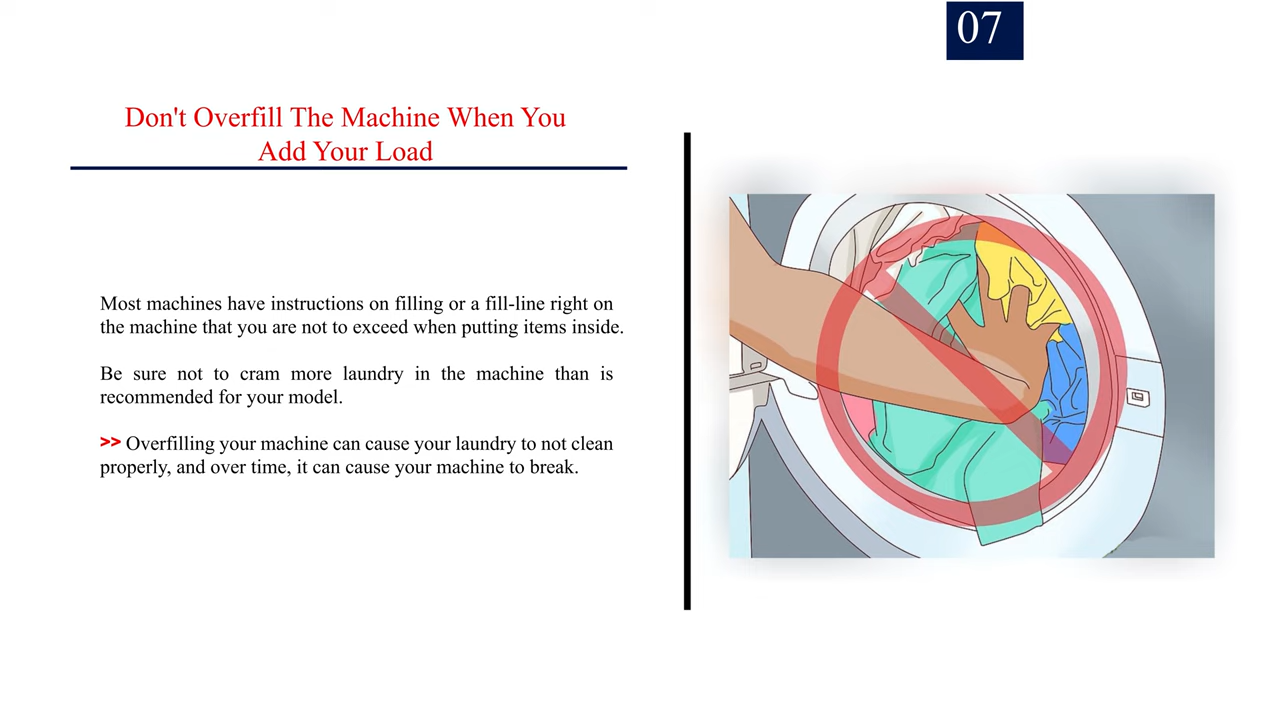 07
Don't Overfill The Machine When You
Add Your Load
Most machines have instructions on filling or a fill-line right on
the machine that you are not to exceed when putting items inside.
Be sure not to cram more laundry in the machine than is
recommended for your model.
>> Overfilling your machine can cause your laundry to not clean
properly, and over time, it can cause your machine to break.